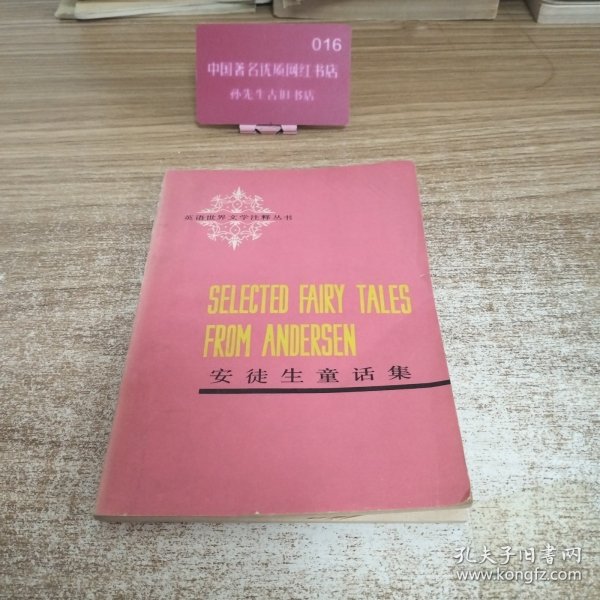 016
中国著名优质网红书店
孙先生古旧书店
英语世界文学注释丛书
SELECTED FAIRY TALES
FROM ANDERSEN
安徒生童话集
孔夫子旧书网
www.kongfz.com